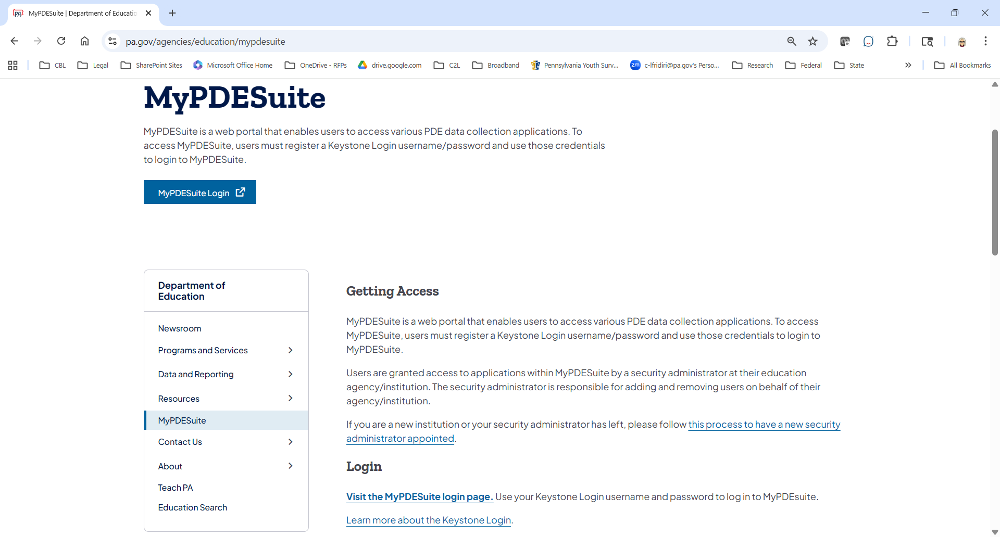 MyPDESuite | Department of Educatio
pa.gov/agencies/education/mypdesuite
CBL Legal SharePoint Sites Microsoft Office Home OneDrive - RFPs drive.google.com C2L Broadband Pennsylvania Youth Surv... zm c-lfridiri@pa.gov's Perso... Research Federal State All Bookmarks
MyPDESuite
MyPDESuite is a web portal that enables users to access various PDE data collection applications. To
access MyPDESuite, users must register a Keystone Login username/password and use those credentials
to login to MyPDESuite.
MyPDESuite Login
Department of
Education
Newsroom
Programs and Services
Data and Reporting
Resources
MyPDESuite
Contact Us
About
Teach PA
Education Search
Getting Access
MyPDESuite is a web portal that enables users to access various PDE data collection applications. To access
MyPDESuite, users must register a Keystone Login username/password and use those credentials to login to
MyPDESuite.
Users are granted access to applications within MyPDESuite by a security administrator at their education
agency/institution. The security administrator is responsible for adding and removing users on behalf of their
agency/institution.
If you are a new institution or your security administrator has left, please follow this process to have a new security
administrator appointed.
Login
Visit the MyPDESuite login page. Use your Keystone Login username and password to log in to MyPDEsuite.
Learn more about the Keystone Login.